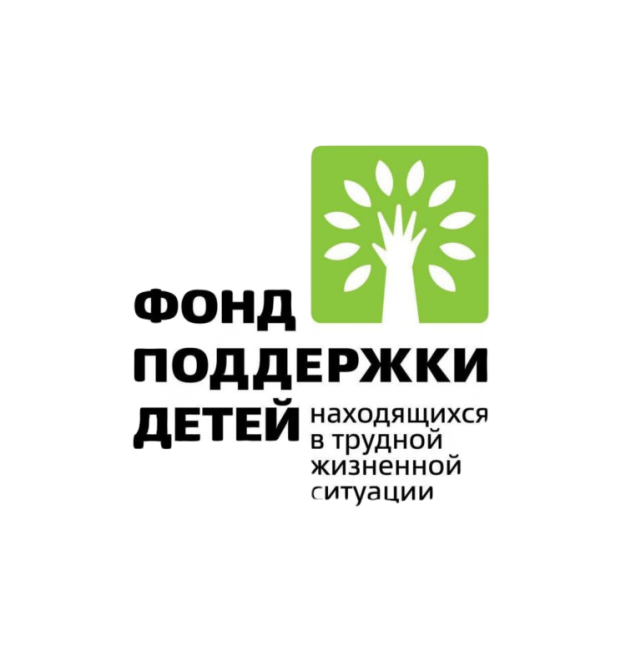 ФОНД
ПОДДЕРЖКИ
ДЕТЕЙ
находящихся
в трудной
жизненной
ситуации